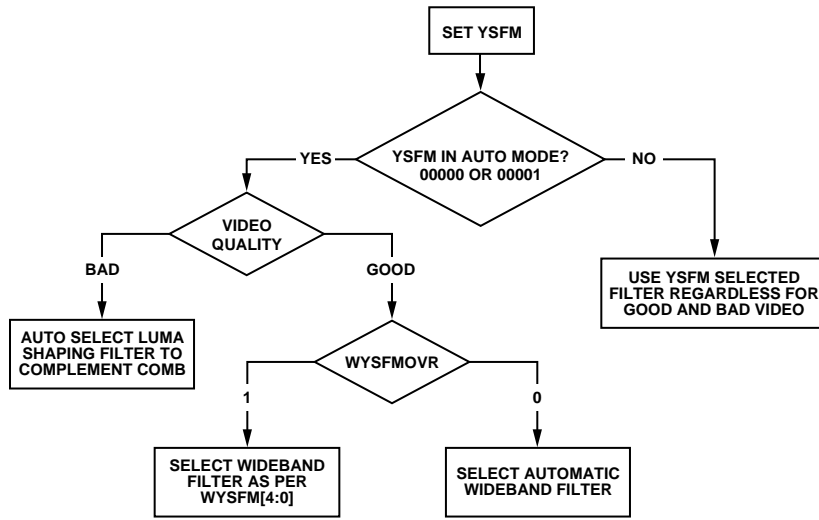 SET YSFM
YSFM IN AUTO MODE?
00000 OR 00001
YES
NO
VIDEO
QUALITY
BAD
GOOD
USE YSFM SELECTED
FILTER REGARDLESS FOR
GOOD AND BAD VIDEO
AUTO SELECT LUMA
SHAPING FILTER TO
COMPLEMENT COMB
WYSFMOVR
1
0
SELECT WIDEBAND
FILTER AS PER
WYSFM[4:0]
SELECT AUTOMATIC
WIDEBAND FILTER